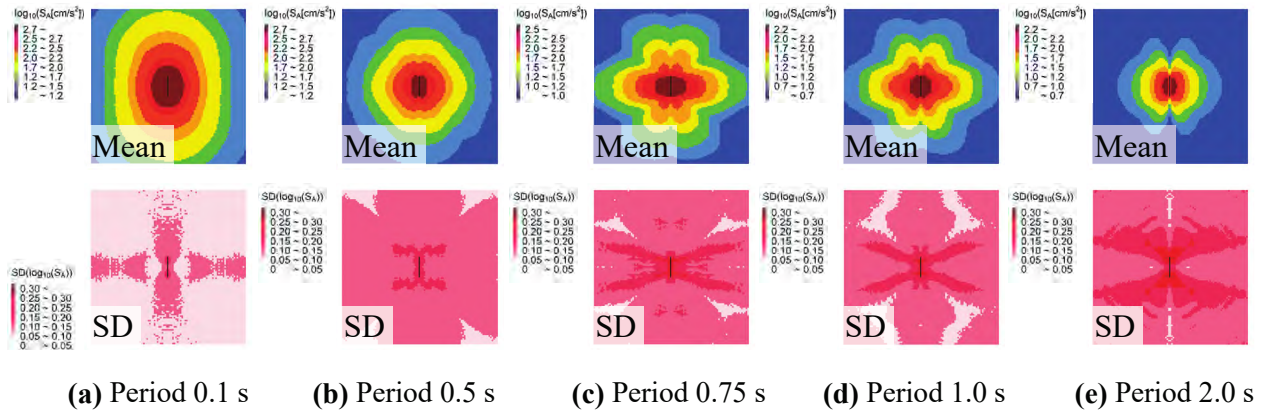 log₁₀(S_A[cm/s²])
2.7 ~
2.5 ~ 2.7
2.2 ~ 2.5
2.0 ~ 2.2
1.7 ~ 2.0
1.5 ~ 1.7
1.2 ~ 1.5
~ 1.2
Mean
log₁₀(S_A[cm/s²])
2.7 ~
2.5 ~ 2.7
2.2 ~ 2.5
2.0 ~ 2.2
1.7 ~ 2.0
1.5 ~ 1.7
1.2 ~ 1.5
~ 1.2
Mean
log₁₀(S_A[cm/s²])
2.5 ~
2.2 ~ 2.5
2.0 ~ 2.2
1.7 ~ 2.0
1.5 ~ 1.7
1.2 ~ 1.5
1.0 ~ 1.2
~ 1.0
Mean
log₁₀(S_A[cm/s²])
2.2 ~
2.0 ~ 2.2
1.7 ~ 2.0
1.5 ~ 1.7
1.2 ~ 1.5
1.0 ~ 1.2
0.7 ~ 1.0
~ 0.7
Mean
log₁₀(S_A[cm/s²])
2.2 ~
2.0 ~ 2.2
1.7 ~ 2.0
1.5 ~ 1.7
1.2 ~ 1.5
1.0 ~ 1.2
0.7 ~ 1.0
~ 0.7
Mean
SD(log₁₀(S_A))
0.30 ~
0.25 ~ 0.30
0.20 ~ 0.25
0.15 ~ 0.20
0.10 ~ 0.15
0.05 ~ 0.10
0 ~ 0.05
SD
SD(log₁₀(S_A))
0.30 ~
0.25 ~ 0.30
0.20 ~ 0.25
0.15 ~ 0.20
0.10 ~ 0.15
0.05 ~ 0.10
0 ~ 0.05
SD
SD(log₁₀(S_A))
0.30 ~
0.25 ~ 0.30
0.20 ~ 0.25
0.15 ~ 0.20
0.10 ~ 0.15
0.05 ~ 0.10
0 ~ 0.05
SD
SD(log₁₀(S_A))
0.30 ~
0.25 ~ 0.30
0.20 ~ 0.25
0.15 ~ 0.20
0.10 ~ 0.15
0.05 ~ 0.10
0 ~ 0.05
SD
SD(log₁₀(S_A))
0.30 ~
0.25 ~ 0.30
0.20 ~ 0.25
0.15 ~ 0.20
0.10 ~ 0.15
0.05 ~ 0.10
0 ~ 0.05
SD
(a) Period 0.1 s
(b) Period 0.5 s
(c) Period 0.75 s
(d) Period 1.0 s
(e) Period 2.0 s